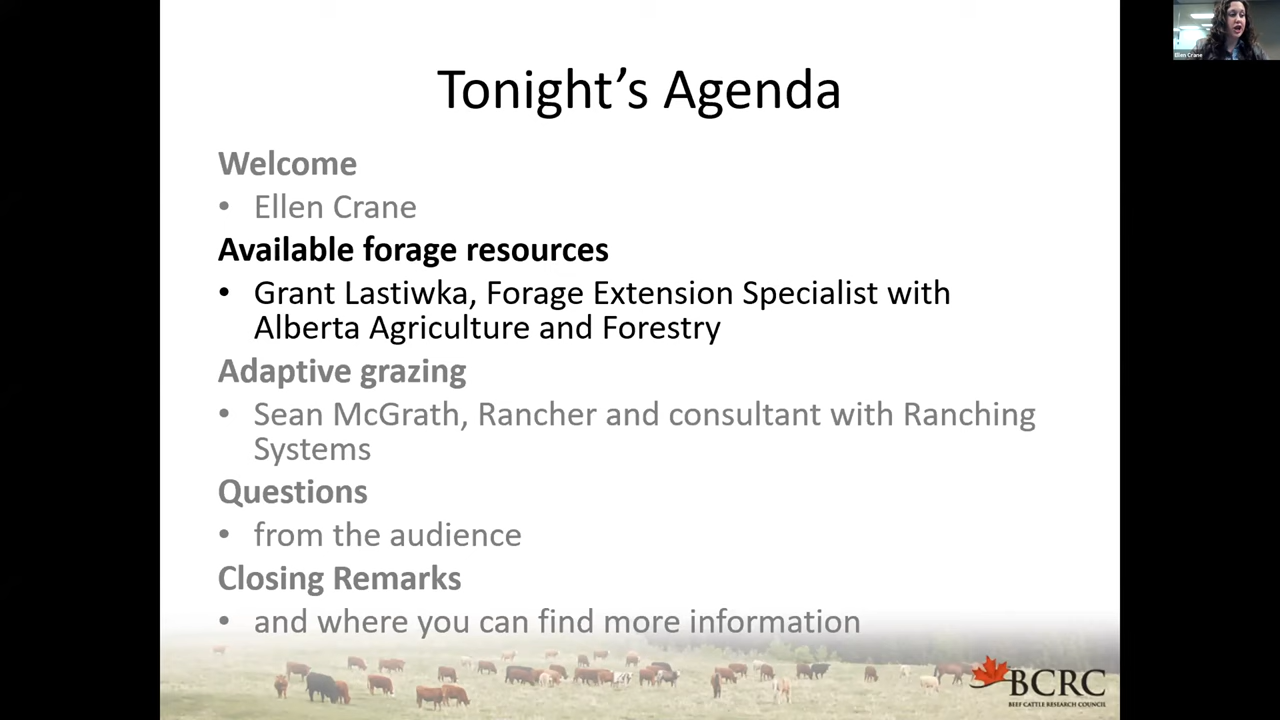 Tonight's Agenda
Welcome
• Ellen Crane
Available forage resources
• Grant Lastiwka, Forage Extension Specialist with
Alberta Agriculture and Forestry
Adaptive grazing
• Sean McGrath, Rancher and consultant with Ranching
Systems
Questions
• from the audience
Closing Remarks
• and where you can find more information
BCRC
BEEF CATTLE RESEARCH COUNCIL
Ellen Crane